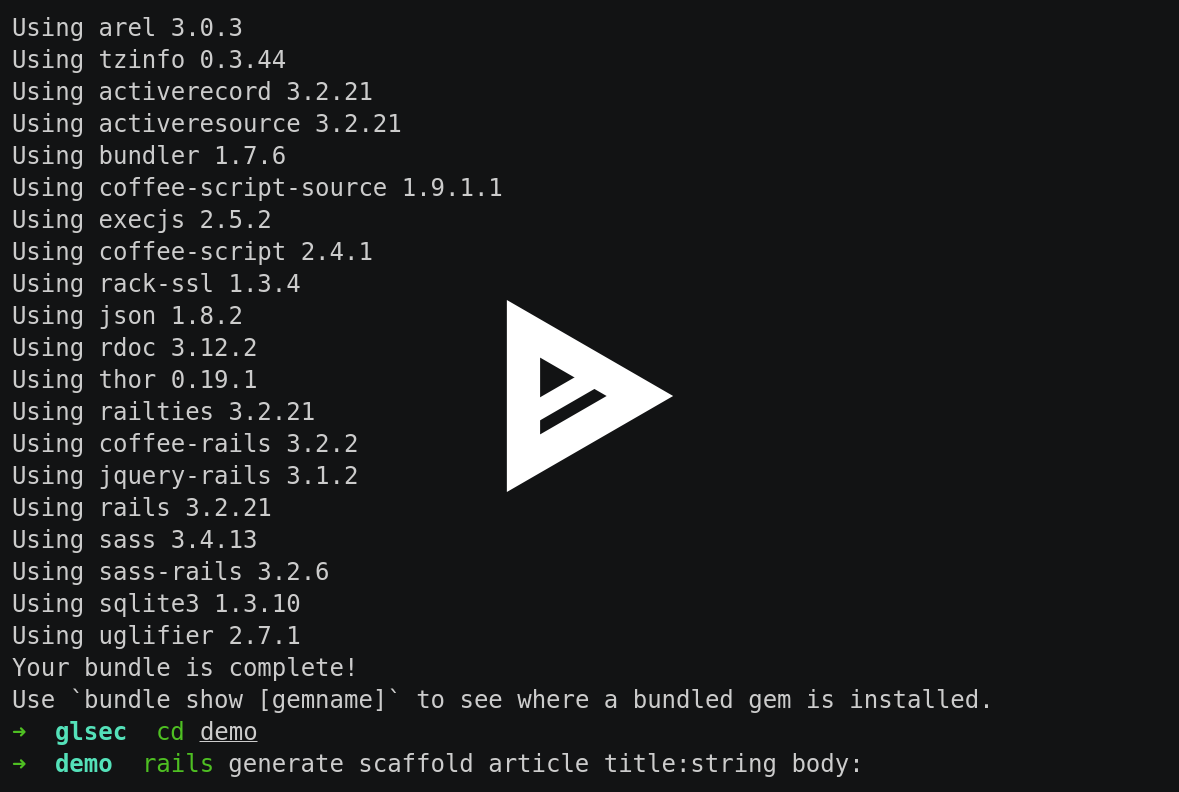 Using arel 3.0.3
Using tzinfo 0.3.44
Using activerecord 3.2.21
Using activeresource 3.2.21
Using bundler 1.7.6
Using coffee-script-source 1.9.1.1
Using execjs 2.5.2
Using coffee-script 2.4.1
Using rack-ssl 1.3.4
Using json 1.8.2
Using rdoc 3.12.2
Using thor 0.19.1
Using railties 3.2.21
Using coffee-rails 3.2.2
Using jquery-rails 3.1.2
Using rails 3.2.21
Using sass 3.4.13
Using sass-rails 3.2.6
Using sqlite3 1.3.10
Using uglifier 2.7.1
Your bundle is complete!
Use `bundle show [gemname]` to see where a bundled gem is installed.
➜  glsec  cd demo
➜  demo  rails generate scaffold article title:string body: